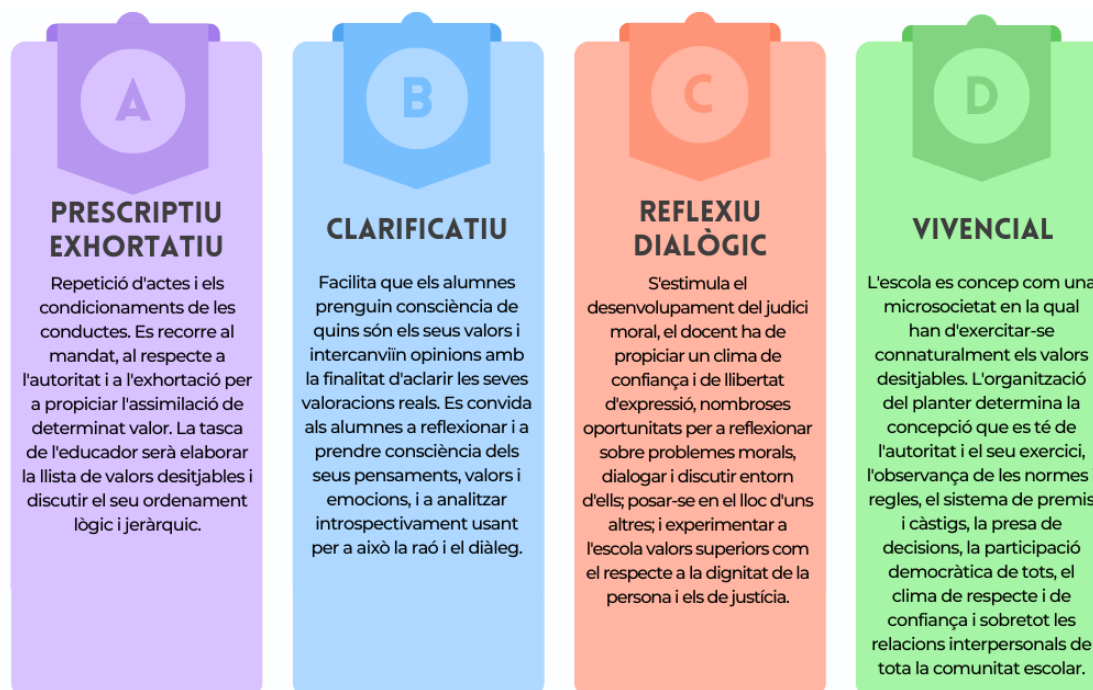 A
PRESCRIPTIU
EXHORTATIU
Repetició d'actes i els
condicionaments de les
conductes. Es recorre al
mandat, al respecte a
l'autoritat i a l'exhortació per
a propiciar l'assimilació de
determinat valor. La tasca
de l'educador serà elaborar
la llista de valors desitjables i
discutir el seu ordenament
lògic i jeràrquic.
B
CLARIFICATIU
Facilita que els alumnes
prenguin consciència de
quins són els seus valors i
intercanviïn opinions amb
la finalitat d'aclarir les seves
valoracions reals. Es convida
als alumnes a reflexionar i a
prendre consciència dels
seus pensaments, valors i
emocions, i a analitzar
introspectivament usant
per a això la raó i el diàleg.
C
REFLEXIU
DIALÒGIC
S'estimula el
desenvolupament del judici
moral, el docent ha de
propiciar un clima de
confiança i de llibertat
d'expressió, nombroses
oportunitats per a reflexionar
sobre problemes morals,
dialogar i discutir entorn
d'ells; posar-se en el lloc d'uns
altres; i experimentar a
l'escola valors superiors com
el respecte a la dignitat de la
persona i els de justícia.
D
VIVENCIAL
L'escola es concep com una
microsocietat en la qual
han d'exercitar-se
connaturalment els valors
desitjables. L'organització
del planter determina la
concepció que es té de
l'autoritat i el seu exercici,
l'observança de les normes
regles, el sistema de premis
i càstigs, la presa de
decisions, la participació
democràtica de tots, el
clima de respecte i de
confiança i sobretot les
relacions interpersonals de
tota la comunitat escolar.